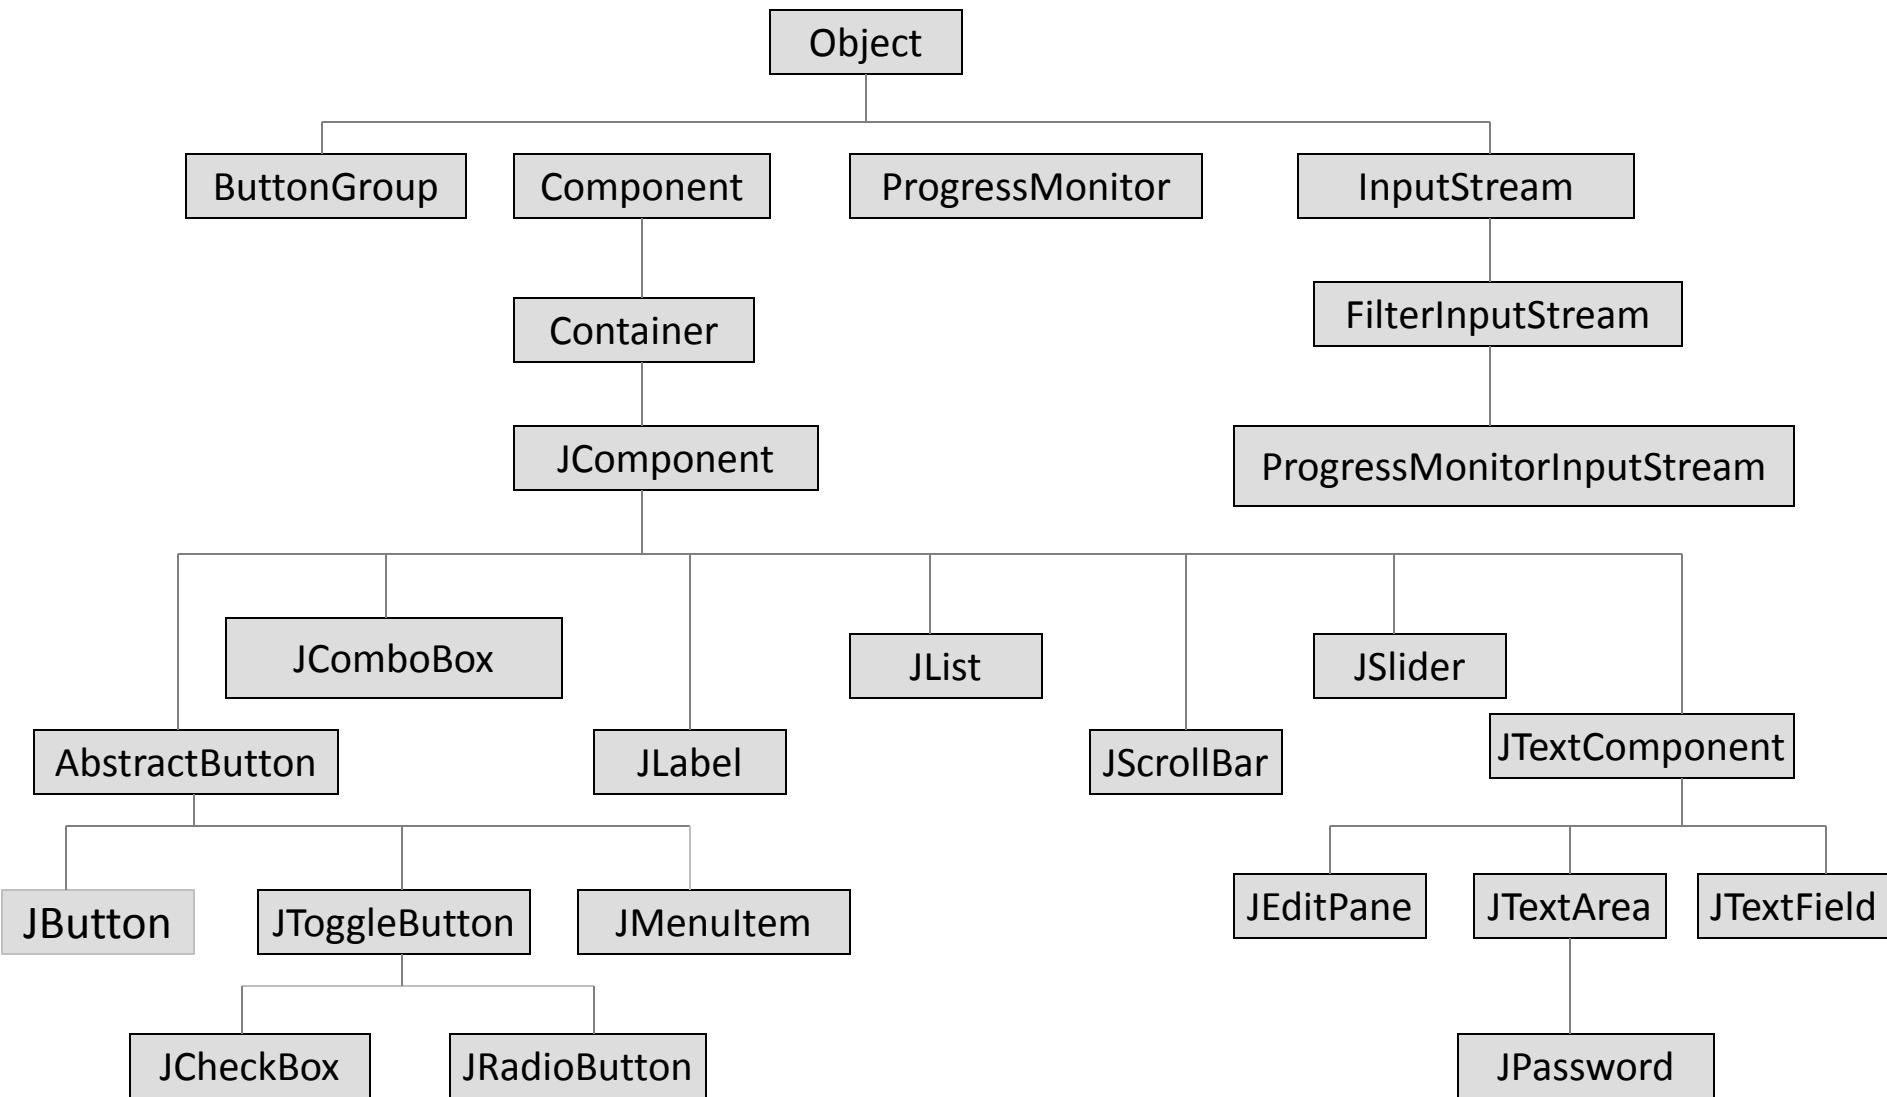 Object
ButtonGroup
Component
ProgressMonitor
InputStream
Container
FilterInputStream
JComponent
ProgressMonitorInputStream
JComboBox
JList
JSlider
AbstractButton
JLabel
JScrollBar
JTextComponent
JButton
JToggleButton
JMenuItem
JEditPane
JTextArea
JTextField
JCheckBox
JRadioButton
JPassword